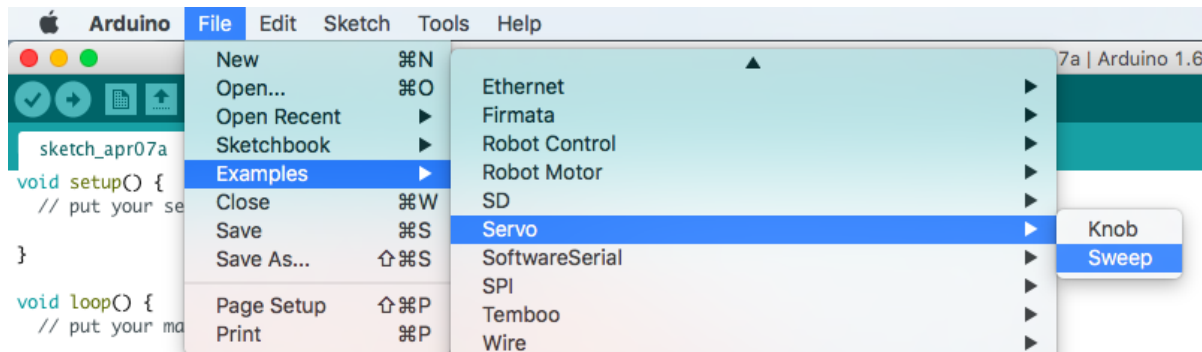 Arduino File Edit Sketch Tools Help
7a | Arduino 1.6
sketch_apr07a
void setup() {
// put your se
}
void loop() {
// put your ma
New ⌘N
Open... ⌘O
Open Recent ▶
Sketchbook ▶
Examples ▶
Close ⌘W
Save ⌘S
Save As... ⇧⌘S
Page Setup ⇧⌘P
Print ⌘P
Ethernet ▶
Firmata ▶
Robot Control ▶
Robot Motor ▶
SD ▶
Servo ▶
SoftwareSerial ▶
SPI ▶
Temboo ▶
Wire ▶
Knob
Sweep